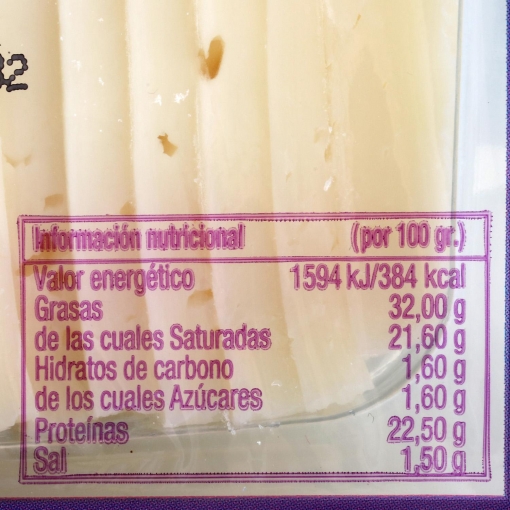 32
Información nutricional (por 100 gr.)
Valor energético 1594 kJ/384 kcal
Grasas 32,00 g
de las cuales Saturadas 21,60 g
Hidratos de carbono 1,60 g
de los cuales Azúcares 1,60 g
Proteínas 22,50 g
Sal 1,50 g